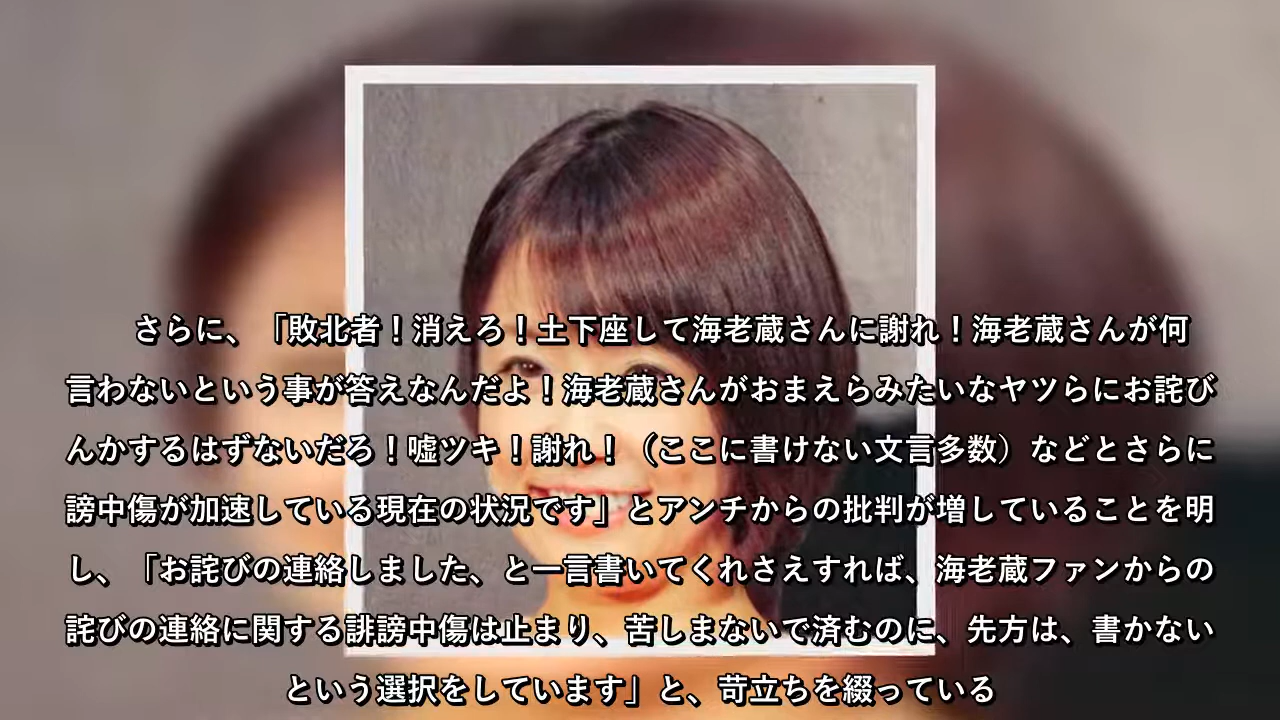 さらに、「敗北者！消えろ！土下座して海老蔵さんに謝れ！海老蔵さんが何
言わないという事が答えなんだよ！海老蔵さんがおまえらみたいなヤツらにお詫び
んかするはずないだろ！嘘ツキ！謝れ！（ここに書けない文言多数）などとさらに
謗中傷が加速している現在の状況です」とアンチからの批判が増していることを明
し、「お詫びの連絡しました、と一言書いてくれさえすれば、海老蔵ファンからの
詫びの連絡に関する誹謗中傷は止まり、苦しまないで済むのに、先方は、書かない
という選択をしています」と、苛立ちを綴っている